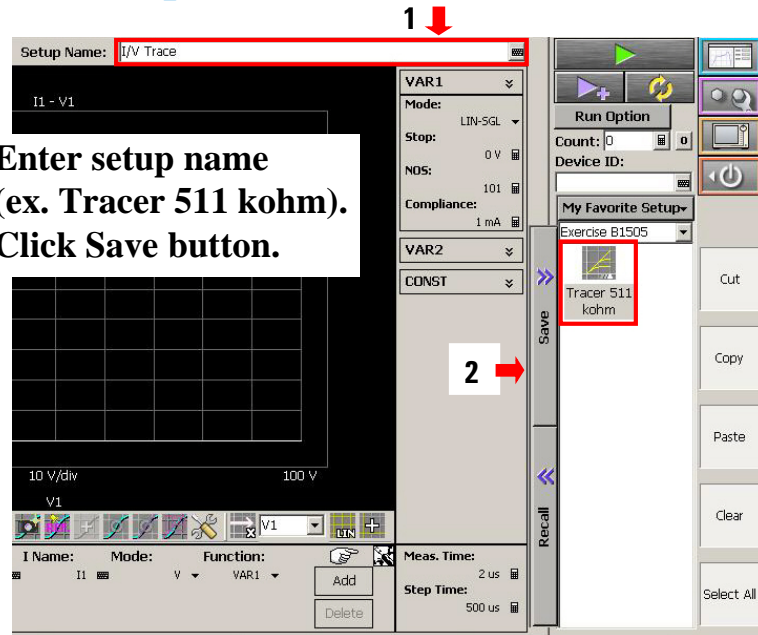 1
Setup Name: I/V Trace
I1 - V1
Enter setup name
(ex. Tracer 511 kohm).
Click Save button.
10 V/div 100 V
V1
V1
LIN
I Name: Mode: Function:
I1 V VAR1
Add
Delete
VAR1
Mode:
LIN-SGL
Stop:
0 V
NOS:
101
Compliance:
1 mA
VAR2
CONST
2
Meas. Time:
2 us
Step Time:
500 us
Save
Recall
Run Option
Count: 0 0
Device ID:
My Favorite Setup
Exercise B1505
Tracer 511
kohm
Cut
Copy
Paste
Clear
Select All